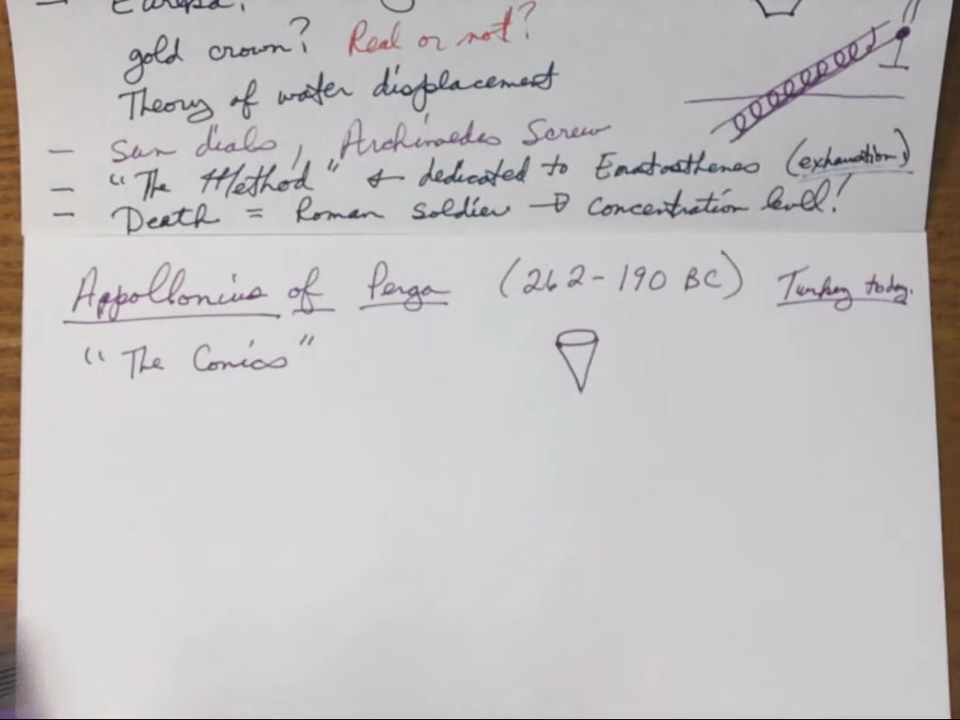 — Eureka!
gold crown? Real or not?
Theory of water displacement
— Sun dials, Archimedes Screw
— "The Method" & dedicated to Eratosthenes (exhaustion)
— Death = Roman soldier → concentration level!
Appollonius of Perga (262-190 BC) Turkey today.
"The Conics"